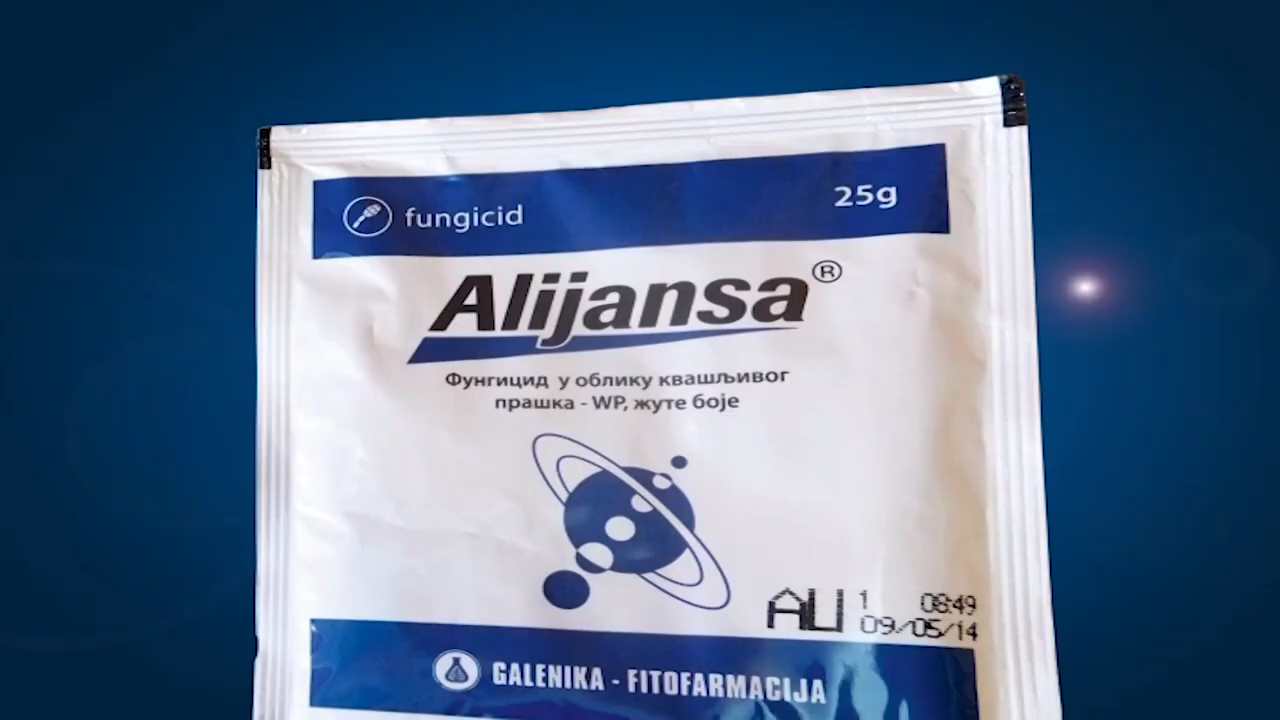 fungicid
25g
Alijansa®
Фунгицид у облику квашљивог
прашка - WP, жуте боје
ALI 1 08:49
09/05/14
GALENIKA - FITOFARMACIJA